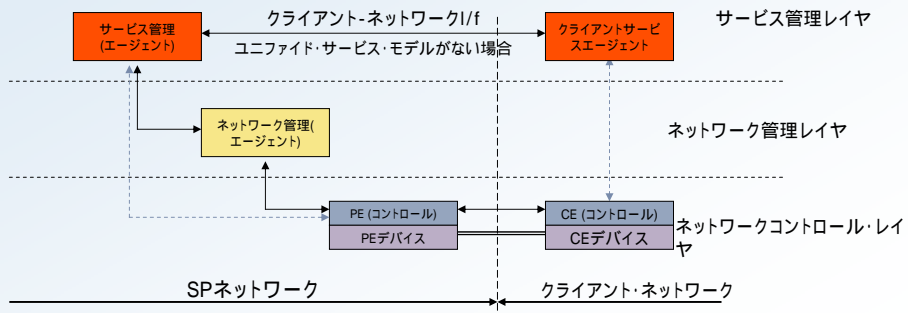 クライアント-ネットワークI/f
サービス管理レイヤ
サービス管理
(エージェント)
ユニファイド･サービス･モデルがない場合
クライアントサービ
スエージェント
ネットワーク管理(
エージェント)
ネットワーク管理レイヤ
PE (コントロール)
CE (コントロール)
PEデバイス
CEデバイス
ネットワークコントロール･レイ
ヤ
SPネットワーク
クライアント･ネットワーク